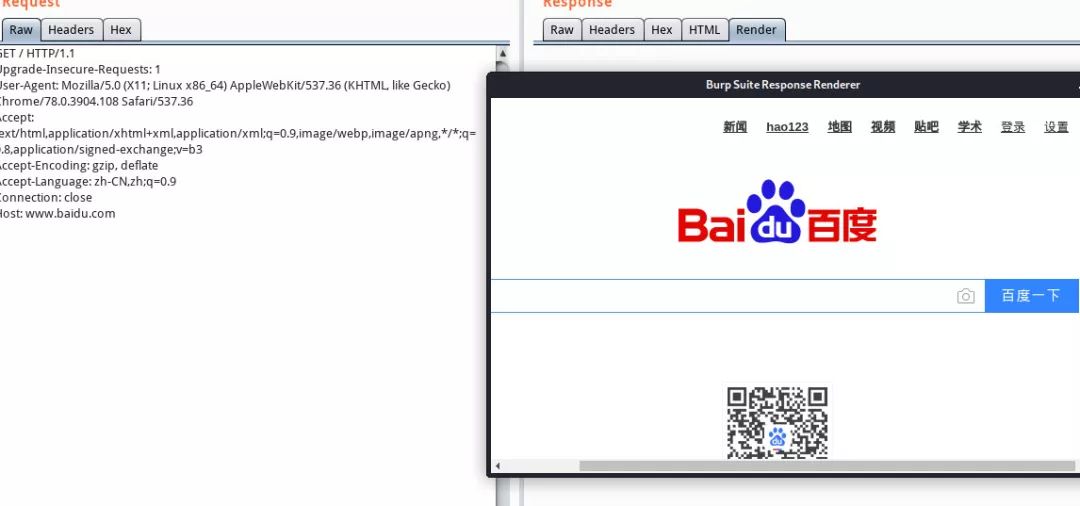 Request
Raw Headers Hex
GET / HTTP/1.1
Upgrade-Insecure-Requests: 1
User-Agent: Mozilla/5.0 (X11; Linux x86_64) AppleWebKit/537.36 (KHTML, like Gecko)
Chrome/78.0.3904.108 Safari/537.36
Accept:
text/html,application/xhtml+xml,application/xml;q=0.9,image/webp,image/apng,*/*;q=
0.8,application/signed-exchange;v=b3
Accept-Encoding: gzip, deflate
Accept-Language: zh-CN,zh;q=0.9
Connection: close
Host: www.baidu.com
Response
Raw Headers Hex HTML Render
Burp Suite Response Renderer
新闻 hao123 地图 视频 贴吧 学术 登录 设置
Bai du 百度
百度一下
du